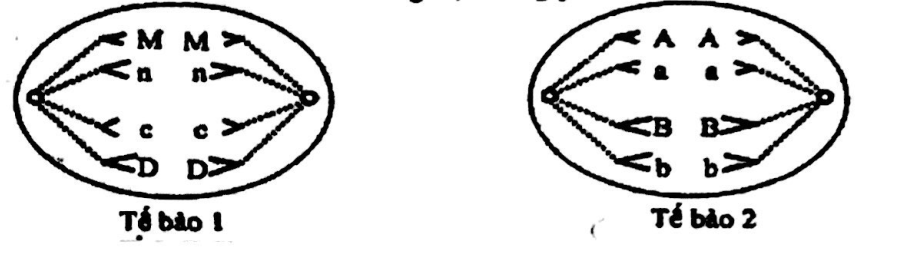 M M A A
n n a a
c c B B
D D b b
Tế bào 1 Tế bào 2